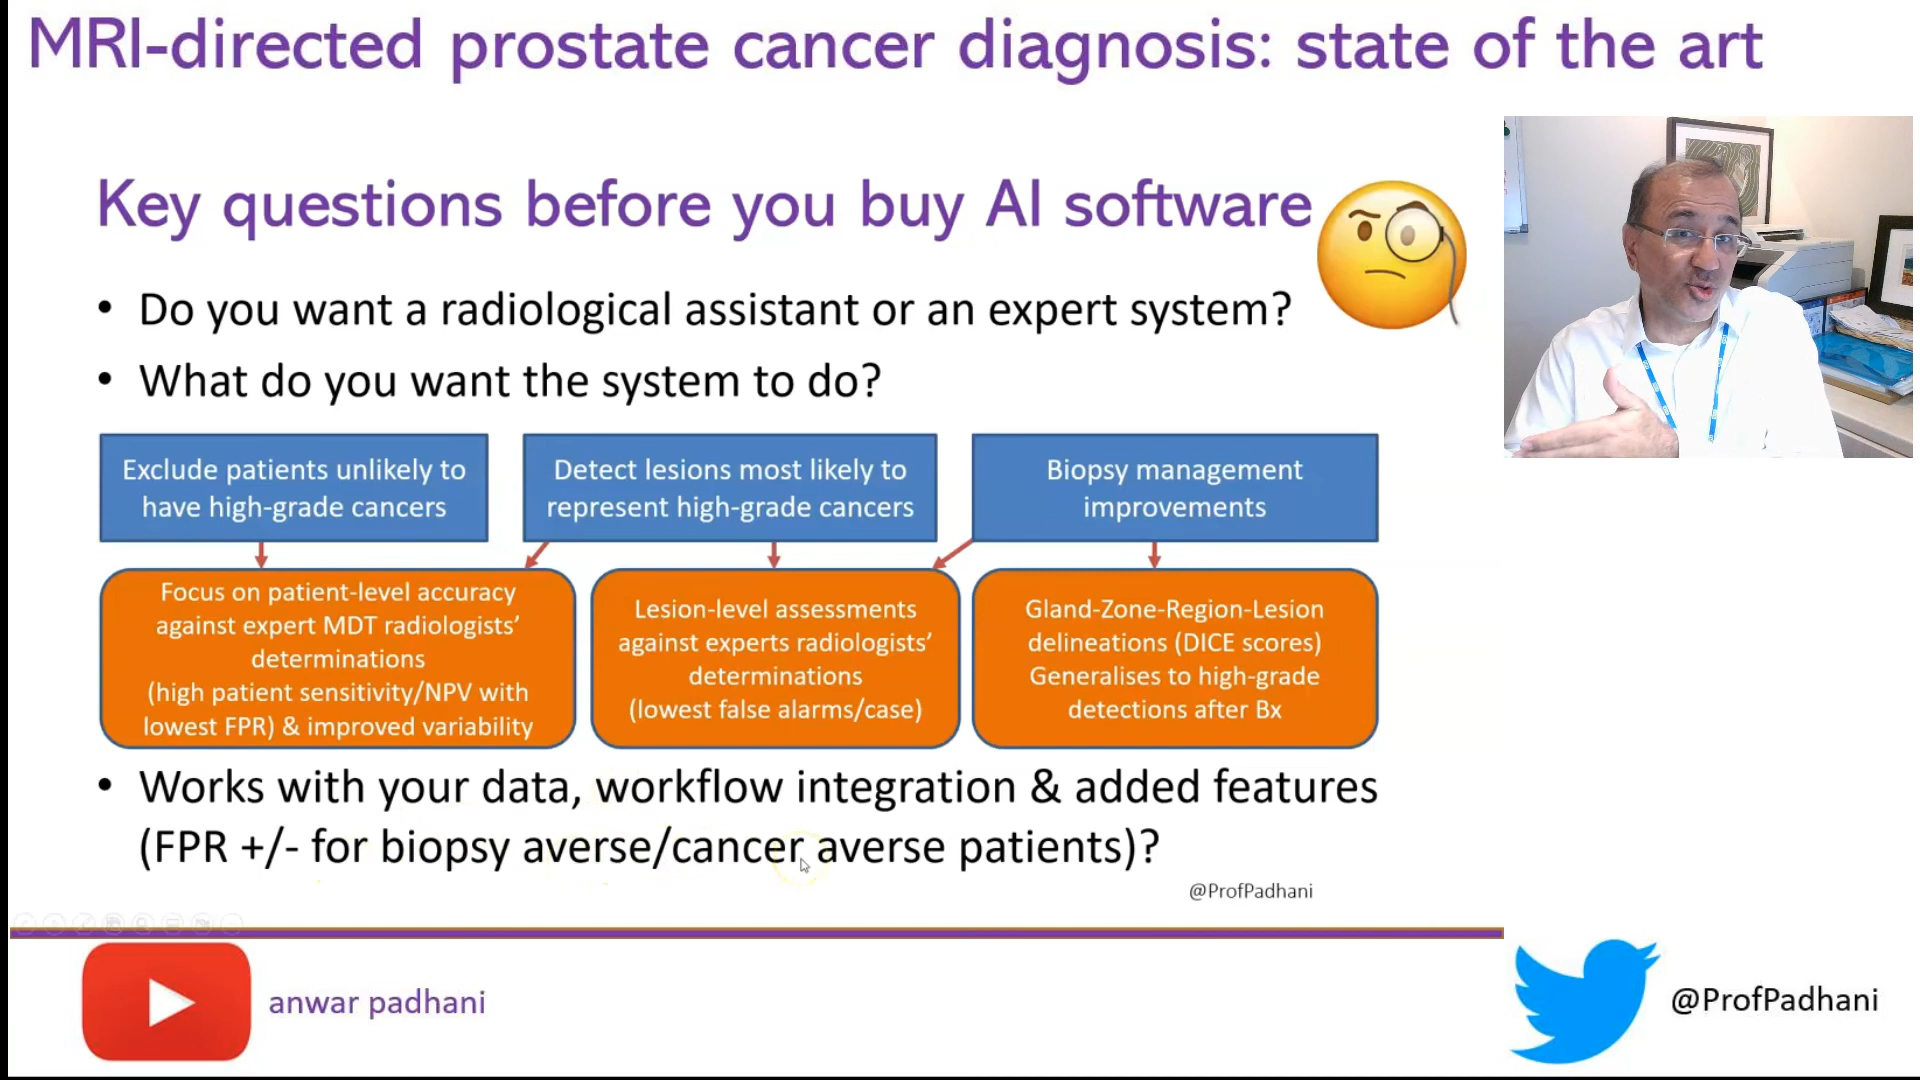 MRI-directed prostate cancer diagnosis: state of the art
Key questions before you buy AI software
• Do you want a radiological assistant or an expert system?
• What do you want the system to do?
Exclude patients unlikely to
have high-grade cancers
Detect lesions most likely to
represent high-grade cancers
Biopsy management
improvements
Focus on patient-level accuracy
against expert MDT radiologists’
determinations
(high patient sensitivity/NPV with
lowest FPR) & improved variability
Lesion-level assessments
against experts radiologists’
determinations
(lowest false alarms/case)
Gland-Zone-Region-Lesion
delineations (DICE scores)
Generalises to high-grade
detections after Bx
• Works with your data, workflow integration & added features
(FPR +/- for biopsy averse/cancer averse patients)?
@ProfPadhani
anwar padhani
@ProfPadhani